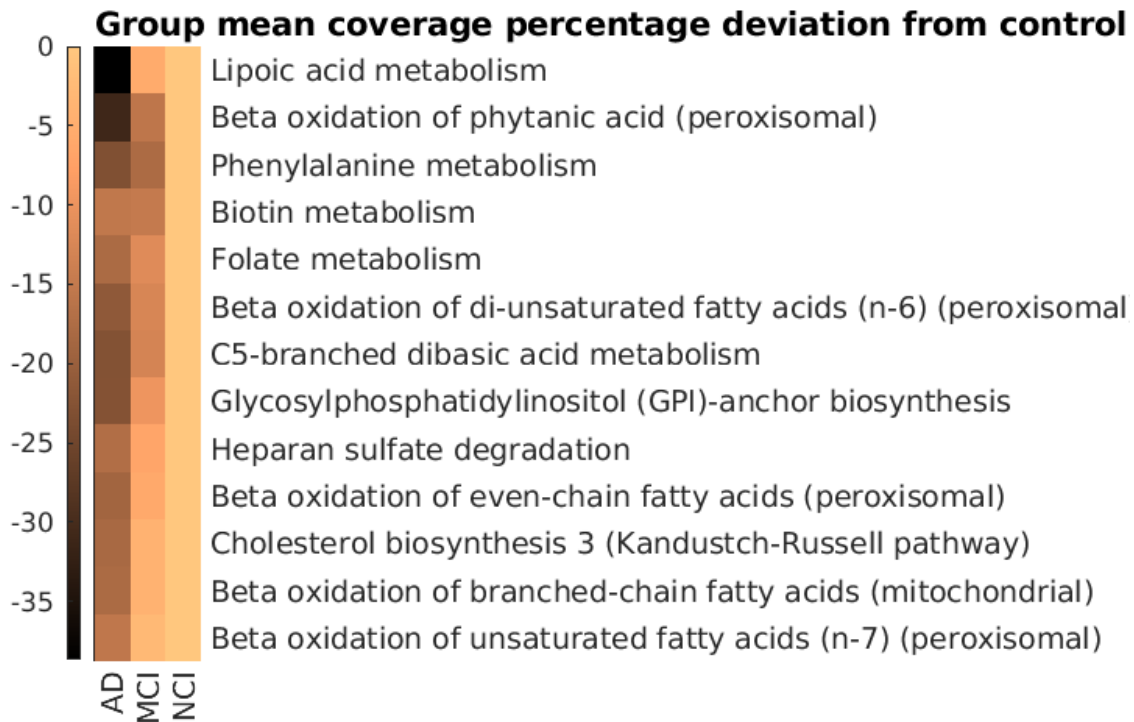 Group mean coverage percentage deviation from control
0
-5
-10
-15
-20
-25
-30
-35
Lipoic acid metabolism
Beta oxidation of phytanic acid (peroxisomal)
Phenylalanine metabolism
Biotin metabolism
Folate metabolism
Beta oxidation of di-unsaturated fatty acids (n-6) (peroxisomal)
C5-branched dibasic acid metabolism
Glycosylphosphatidylinositol (GPI)-anchor biosynthesis
Heparan sulfate degradation
Beta oxidation of even-chain fatty acids (peroxisomal)
Cholesterol biosynthesis 3 (Kandustch-Russell pathway)
Beta oxidation of branched-chain fatty acids (mitochondrial)
Beta oxidation of unsaturated fatty acids (n-7) (peroxisomal)
AD
MCI
NCI